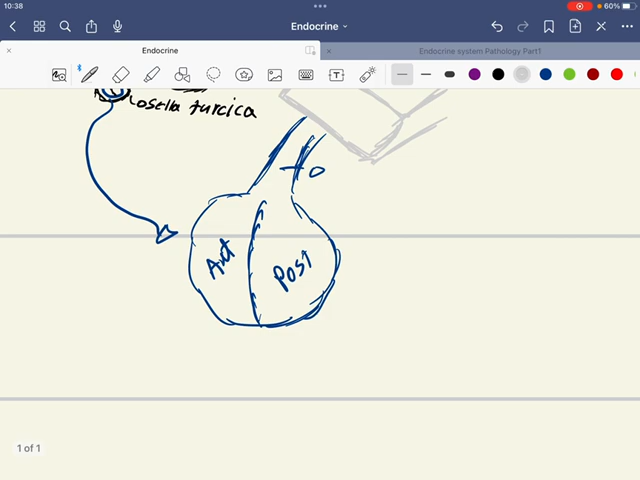 10:38
•••
60%
Endocrine
Endocrine
Endocrine system Pathology Part1
sella turcica
Ant
Post
1 of 1